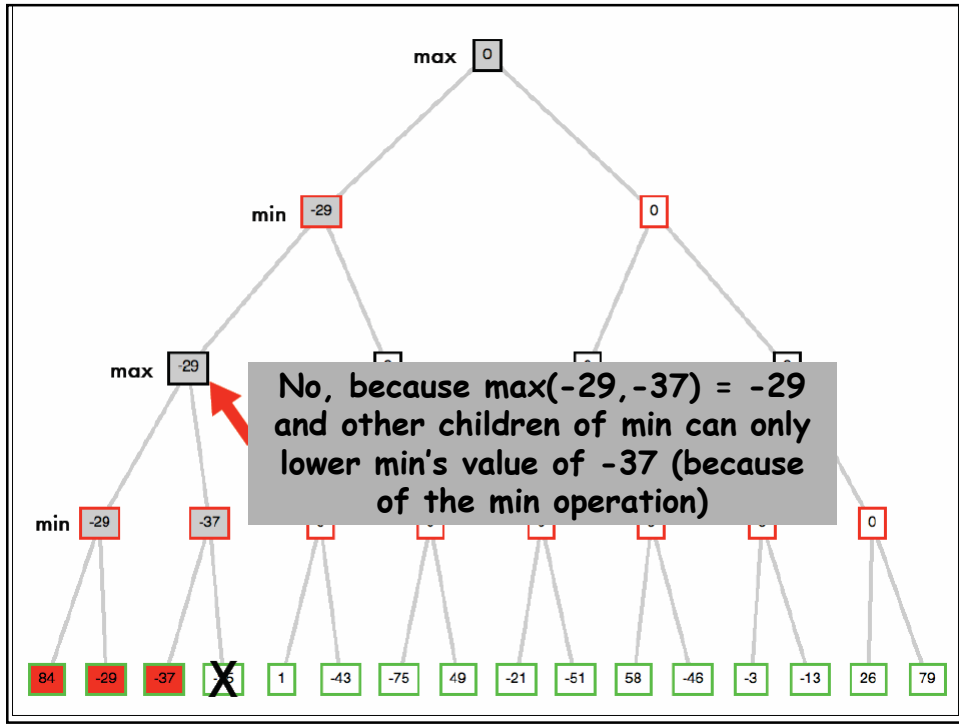 max 0
min -29 0
max -29
No, because max(-29,-37) = -29
and other children of min can only
lower min's value of -37 (because
of the min operation)
min -29 -37 0
84 -29 -37 X 1 -43 -75 49 -21 -51 58 -46 -3 -13 26 79